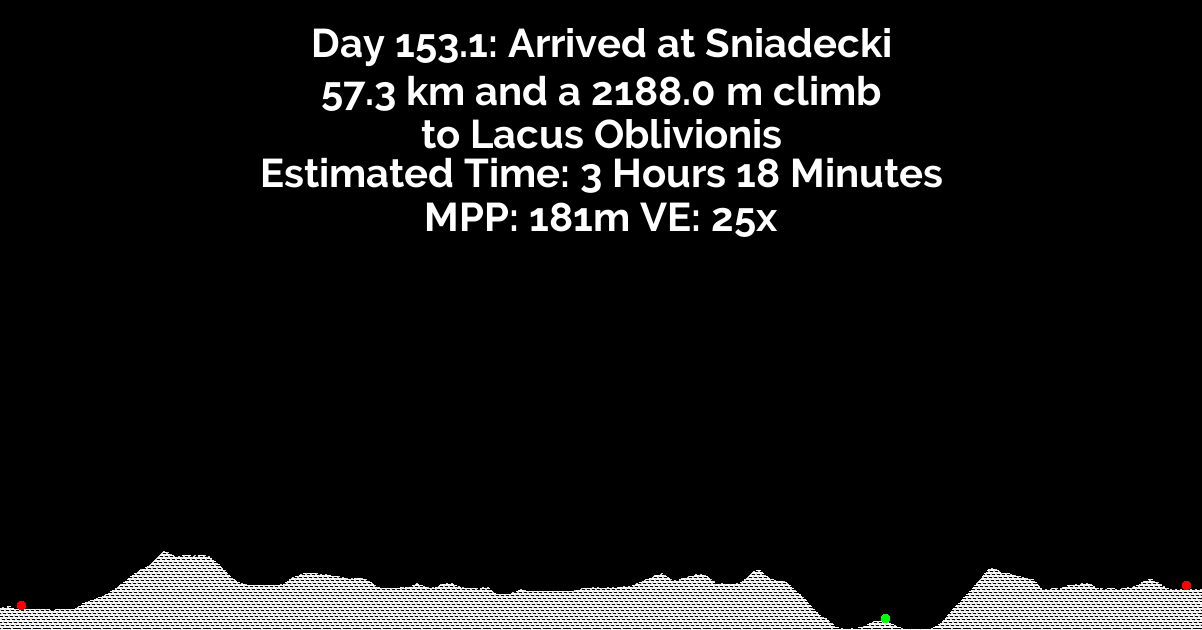 Day 153.1: Arrived at Sniadecki
57.3 km and a 2188.0 m climb
to Lacus Oblivionis
Estimated Time: 3 Hours 18 Minutes
MPP: 181m VE: 25x